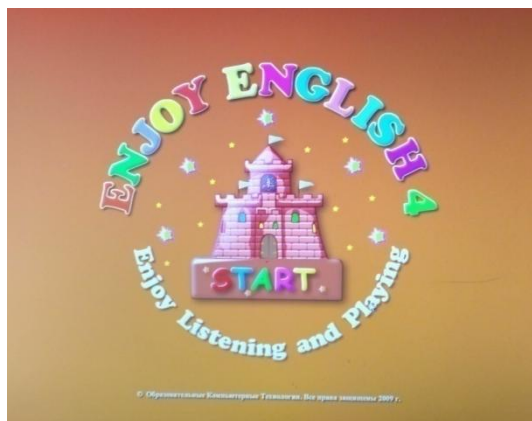 ENJOY ENGLISH 4
START
Enjoy Listening and Playing
© Образовательные Компьютерные Технологии. Все права защищены 2009 г.